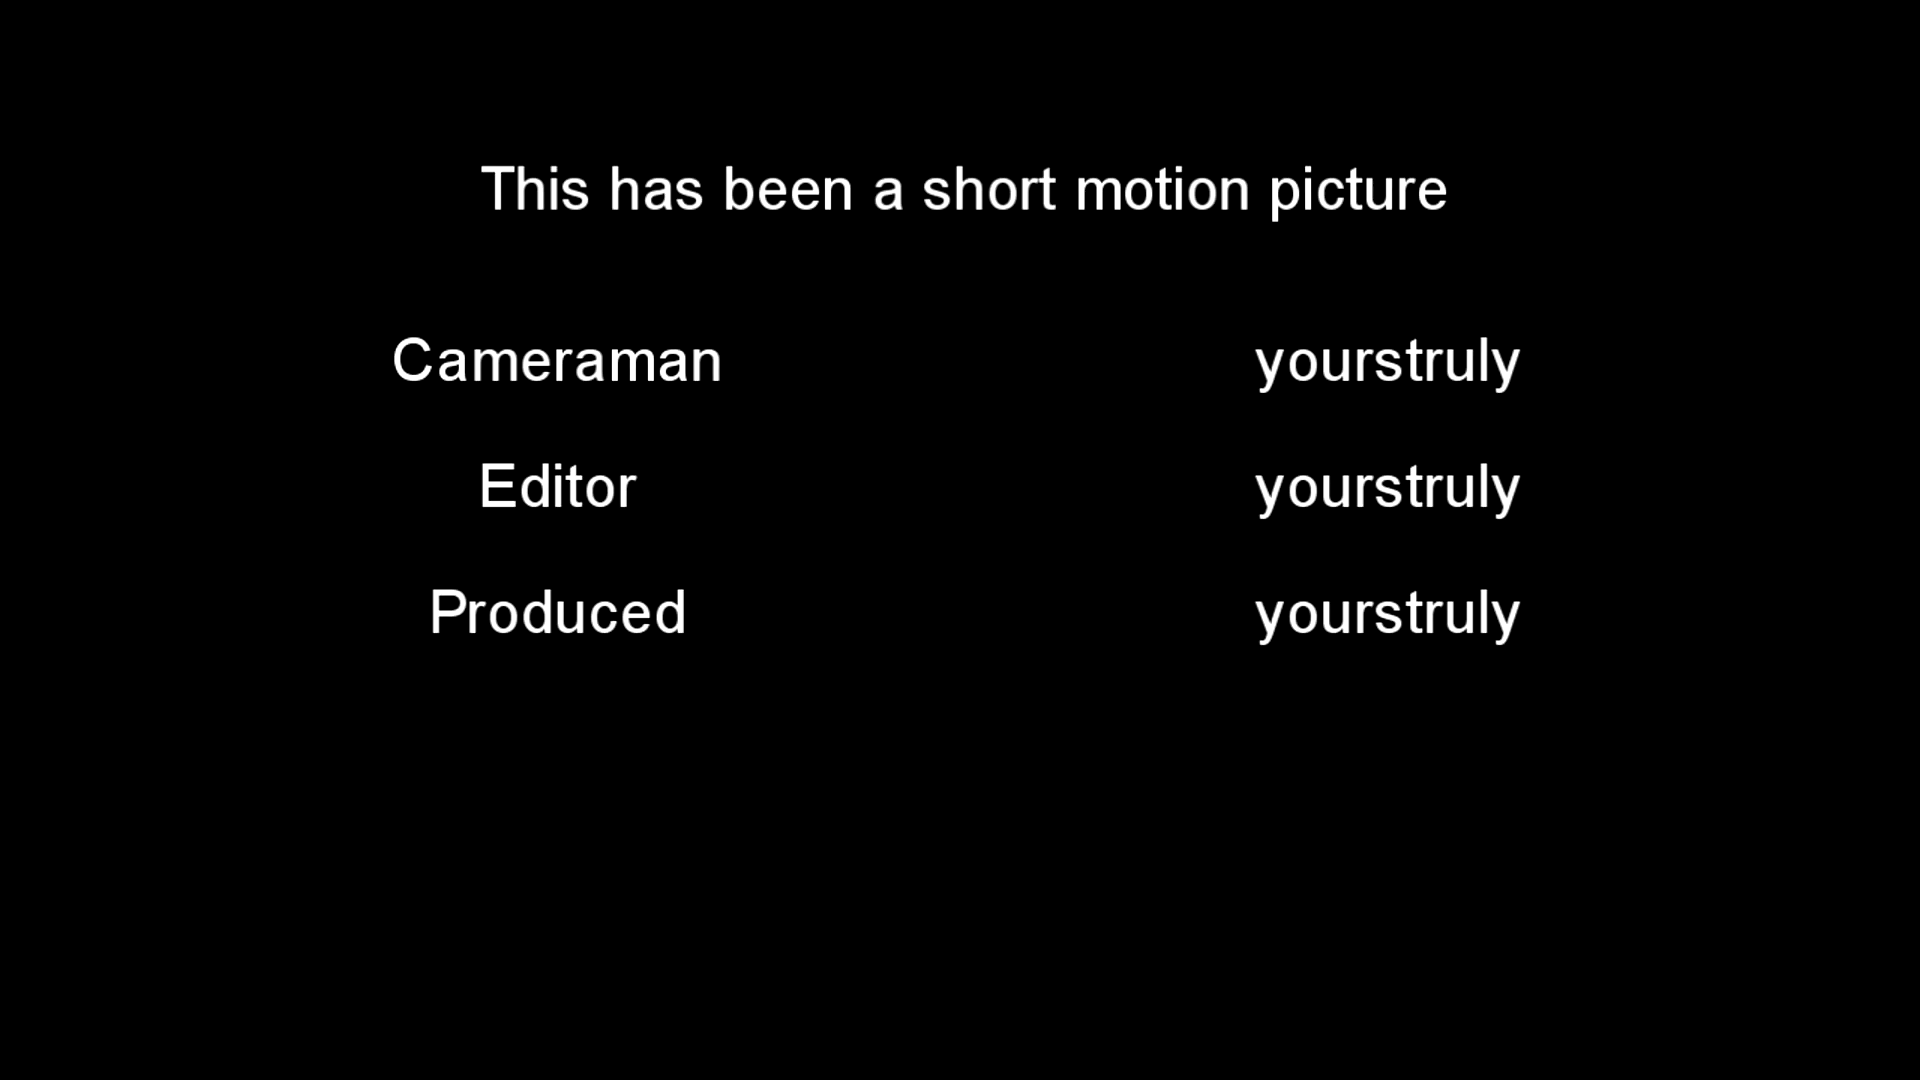 This has been a short motion picture
Cameraman yourstruly
Editor yourstruly
Produced yourstruly